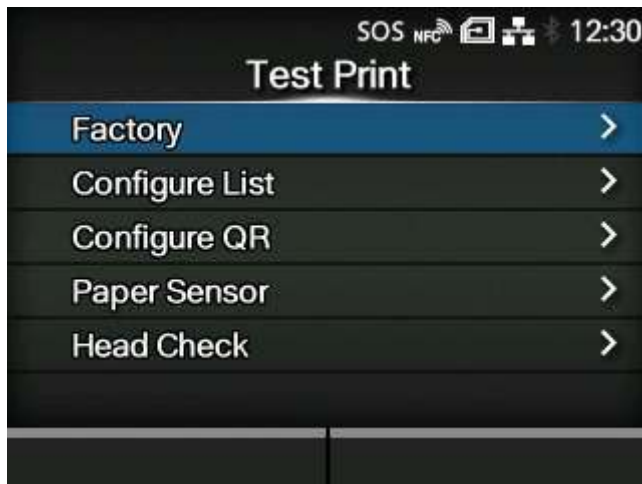 SOS NFC 12:30
Test Print
Factory
Configure List
Configure QR
Paper Sensor
Head Check